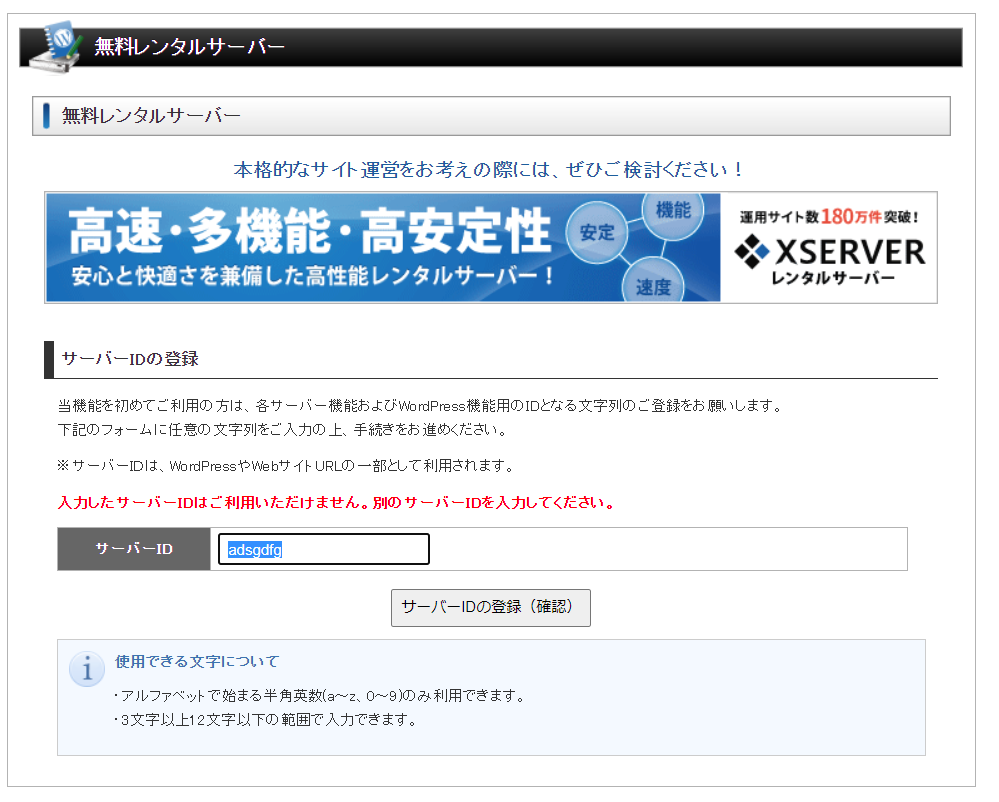 無料レンタルサーバー
無料レンタルサーバー
本格的なサイト運営をお考えの際には、ぜひご検討ください！
高速・多機能・高安定性
安心と快適さを兼備した高性能レンタルサーバー！
安定
機能
速度
運用サイト数180万件突破！
XSERVER
レンタルサーバー
サーバーIDの登録
当機能を初めてご利用の方は、各サーバー機能およびWordPress機能用のIDとなる文字列のご登録をお願いします。
下記のフォームに任意の文字列をご入力の上、手続きをお進めください。
※サーバーIDは、WordPressやWebサイトURLの一部として利用されます。
入力したサーバーIDはご利用いただけません。別のサーバーIDを入力してください。
サーバーID
adsgdfg
サーバーIDの登録（確認）
使用できる文字について
・アルファベットで始まる半角英数(a～z、0～9)のみ利用できます。
・3文字以上12文字以下の範囲で入力できます。